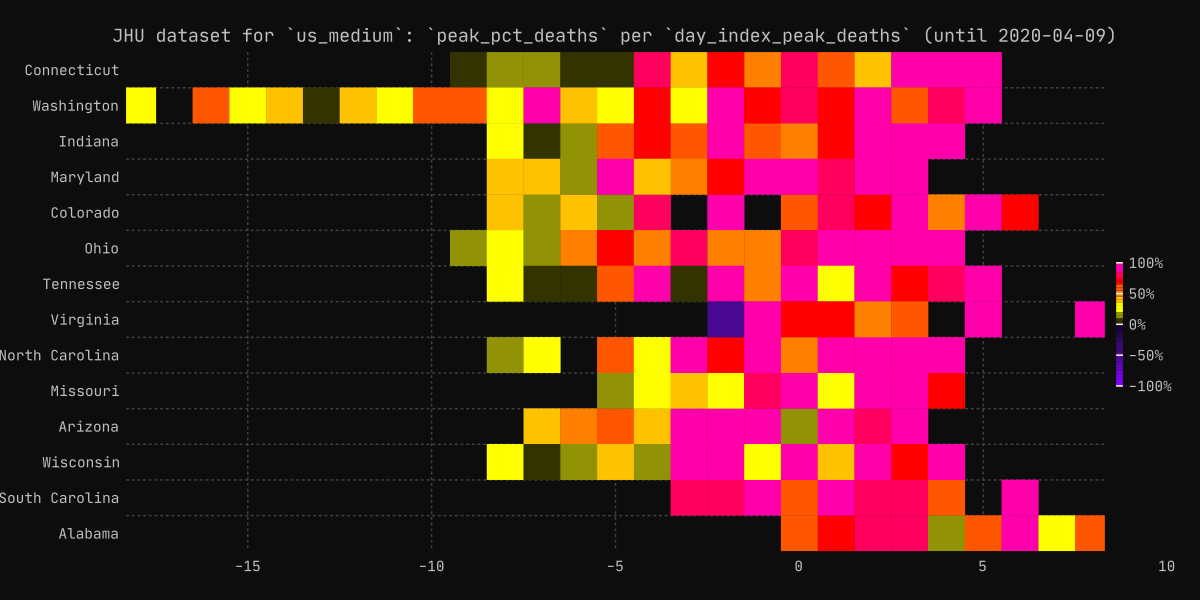 JHU dataset for `us_medium`: `peak_pct_deaths` per `day_index_peak_deaths` (until 2020-04-09)
Connecticut
Washington
Indiana
Maryland
Colorado
Ohio
Tennessee
Virginia
North Carolina
Missouri
Arizona
Wisconsin
South Carolina
Alabama
100%
50%
0%
−50%
−100%
−15 −10 −5 0 5 10